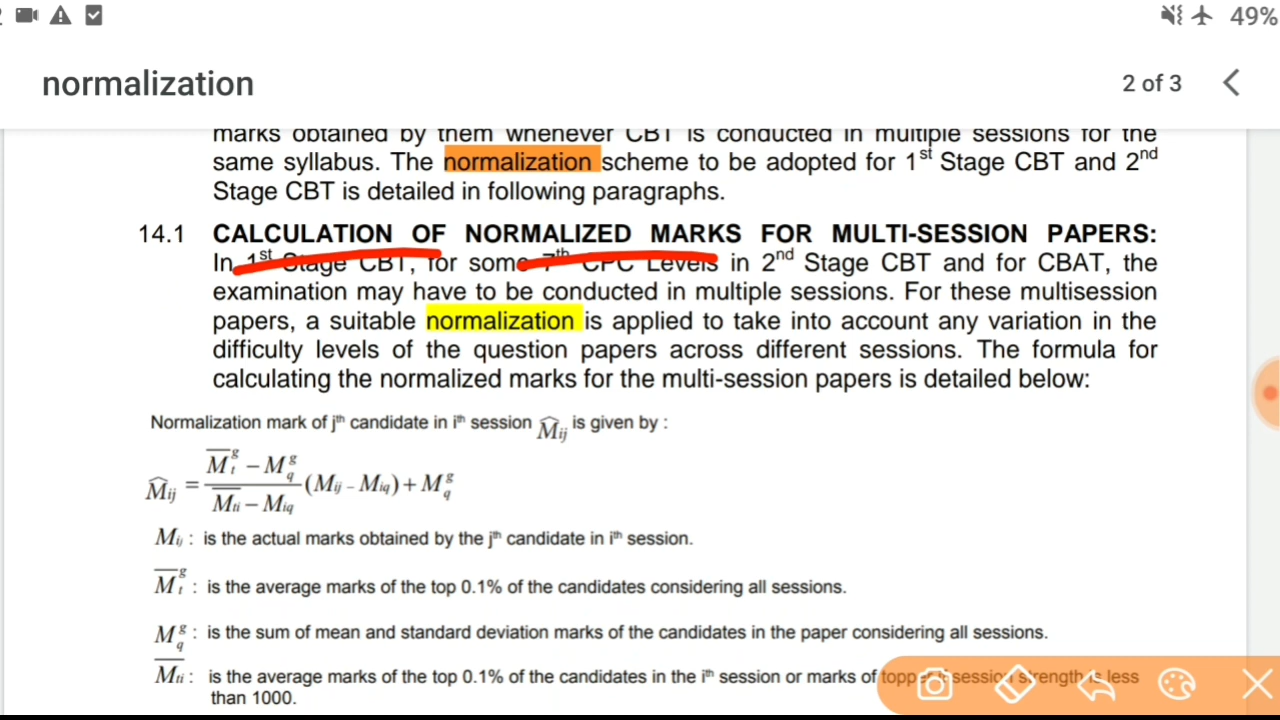 49%
normalization
2 of 3
marks obtained by them whenever CBT is conducted in multiple sessions for the
same syllabus. The normalization scheme to be adopted for 1st Stage CBT and 2nd
Stage CBT is detailed in following paragraphs.
14.1 CALCULATION OF NORMALIZED MARKS FOR MULTI-SESSION PAPERS:
In 1st Stage CBT, for some 7th CPC Levels in 2nd Stage CBT and for CBAT, the
examination may have to be conducted in multiple sessions. For these multisession
papers, a suitable normalization is applied to take into account any variation in the
difficulty levels of the question papers across different sessions. The formula for
calculating the normalized marks for the multi-session papers is detailed below:
Normalization mark of jth candidate in ith session M̂ij is given by :
M̂ij = (M̄tg – Mqg) / (M̄ti – Miq) (Mij – Miq) + Mqg
Mij : is the actual marks obtained by the jth candidate in ith session.
M̄tg : is the average marks of the top 0.1% of the candidates considering all sessions.
Mqg : is the sum of mean and standard deviation marks of the candidates in the paper considering all sessions.
M̄ti : is the average marks of the top 0.1% of the candidates in the ith session or marks of topper if session strength is less
than 1000.